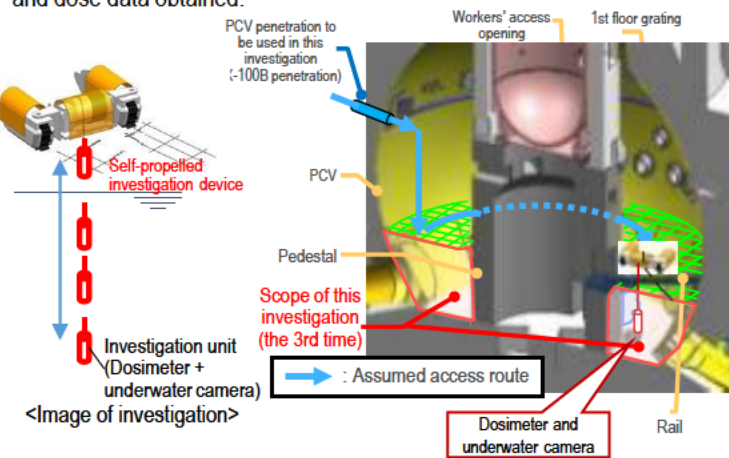 and dose data obtained.
PCV penetration to
be used in this
investigation
(X-100B penetration)
Workers' access
opening
1st floor grating
Self-propelled
investigation device
PCV
Pedestal
Scope of this
investigation
(the 3rd time)
Investigation unit
(Dosimeter +
underwater camera)
<Image of investigation>
: Assumed access route
Dosimeter and
underwater camera
Rail